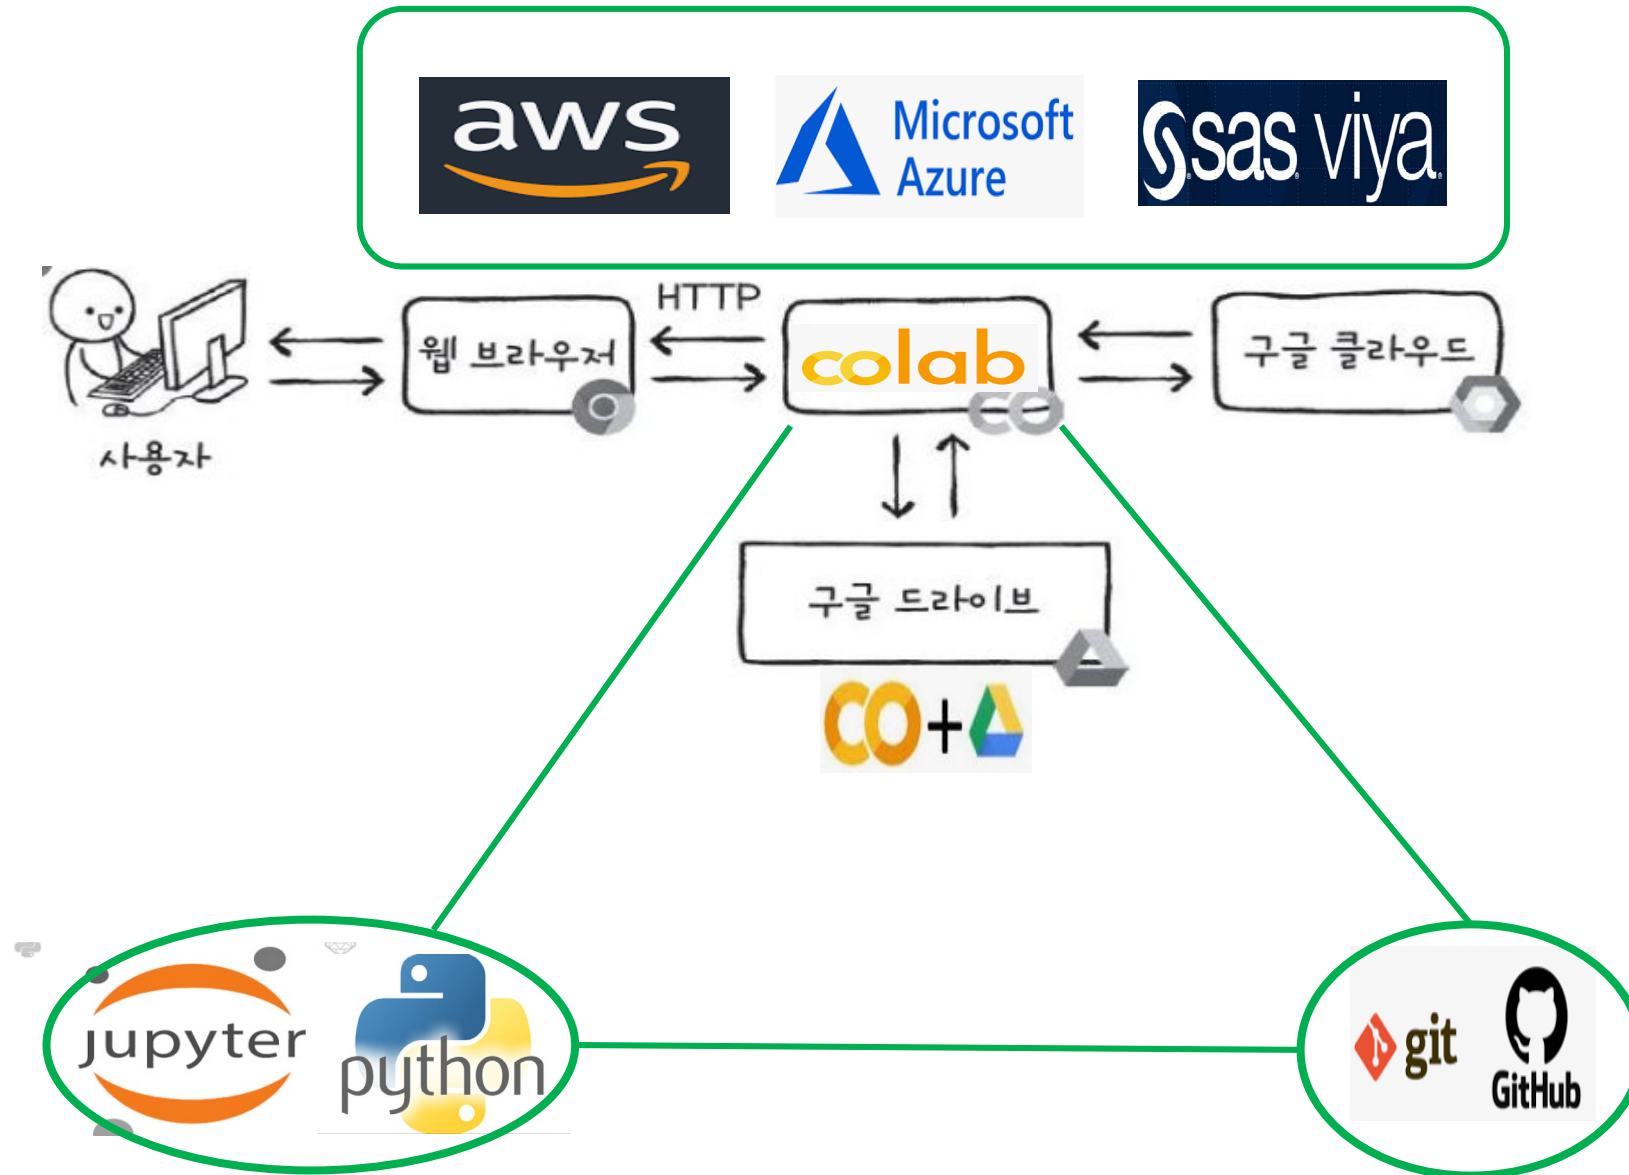 aws
Microsoft
Azure
sas viya
HTTP
웹 브라우저
colab
구글 클라우드
사용자
구글 드라이브
CO+
jupyter
python
git
GitHub